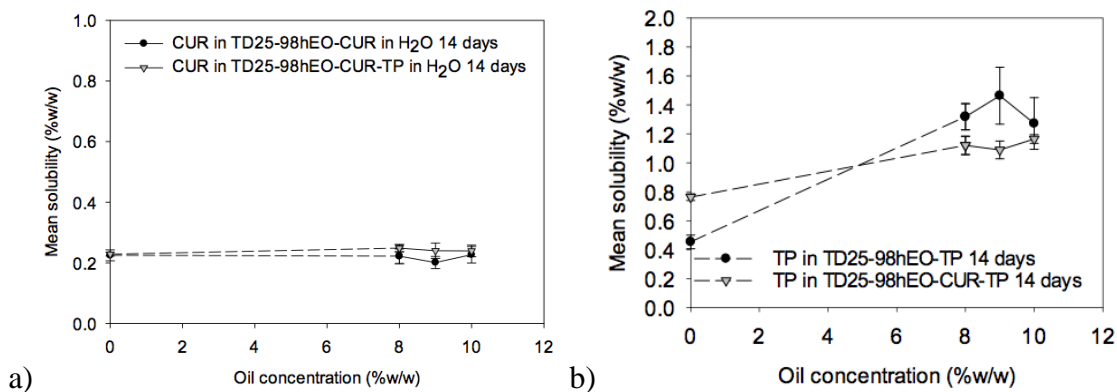 1.0
0.8
0.6
0.4
0.2
0.0
Mean solubility (%w/w)
CUR in TD25-98hEO-CUR in H2O 14 days
CUR in TD25-98hEO-CUR-TP in H2O 14 days
0 2 4 6 8 10 12
Oil concentration (%w/w)
a)
2.0
1.8
1.6
1.4
1.2
1.0
0.8
0.6
0.4
0.2
0.0
Mean solubility (%w/w)
TP in TD25-98hEO-TP 14 days
TP in TD25-98hEO-CUR-TP 14 days
0 2 4 6 8 10 12
Oil concentration (%w/w)
b)